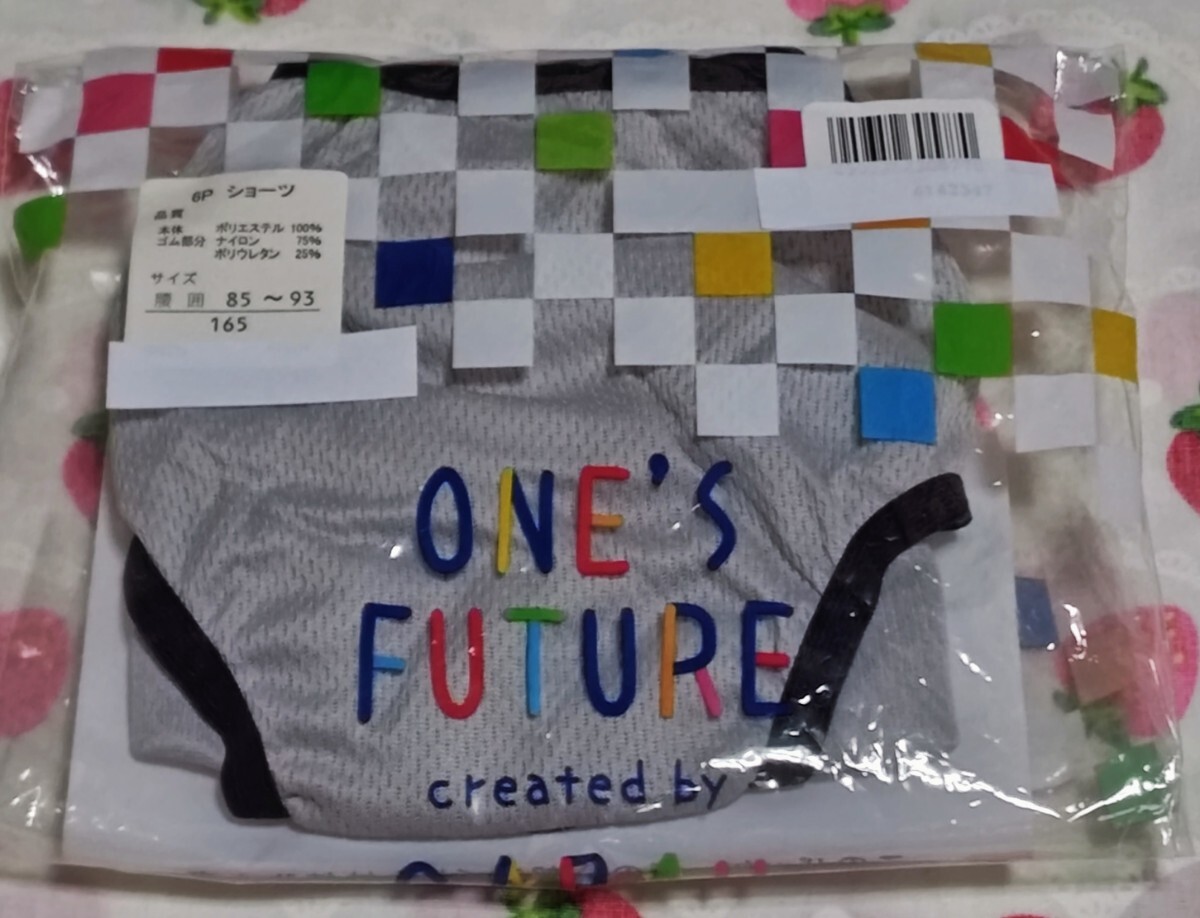 6P ショーツ
品質
本体 ポリエステル 100%
ゴム部分 ナイロン 75%
ポリウレタン 25%
サイズ
腰囲 85〜93
165
ONE'S
FUTURE
created by